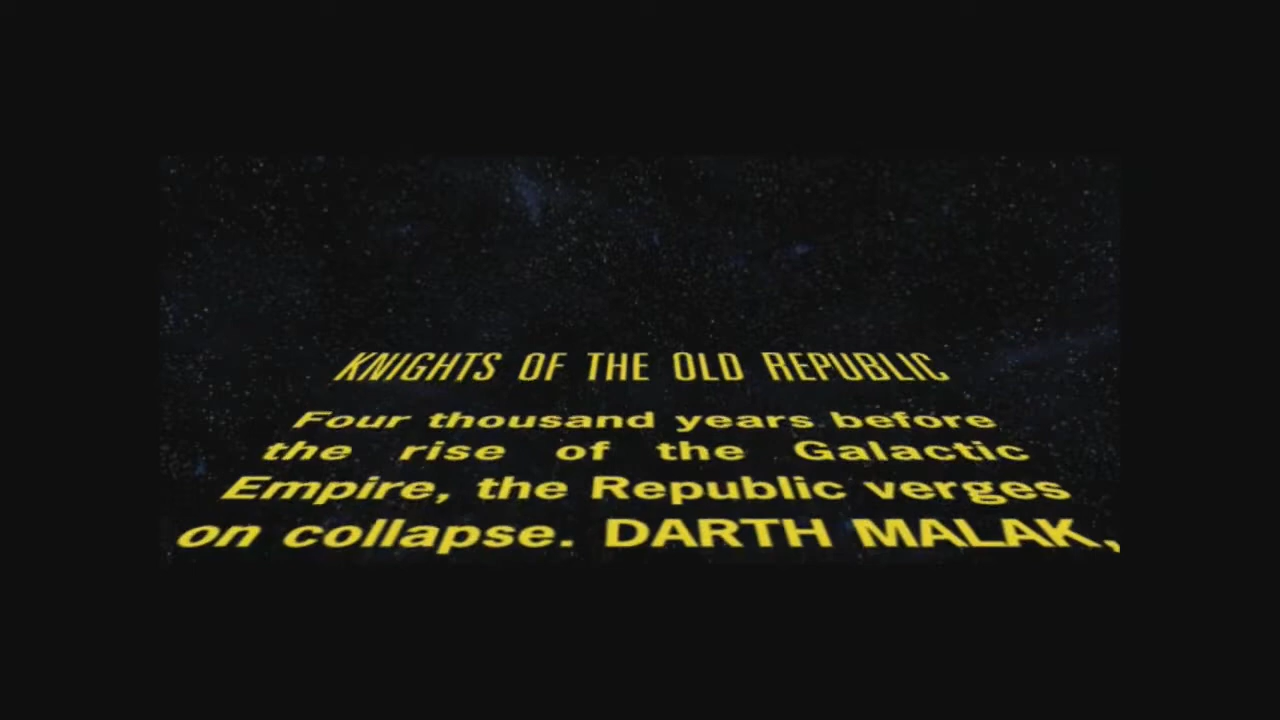 KNIGHTS OF THE OLD REPUBLIC
Four thousand years before
the rise of the Galactic
Empire, the Republic verges
on collapse. DARTH MALAK,